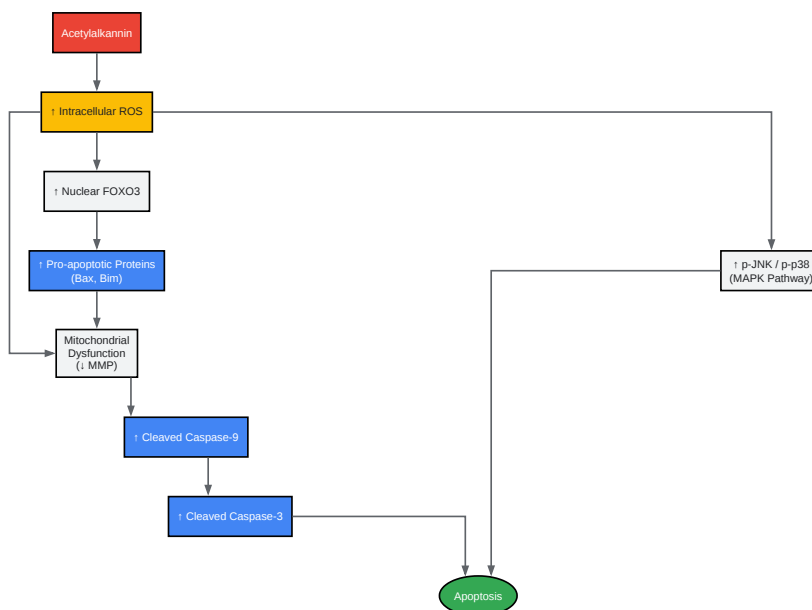 Acetylalkannin
↑ Intracellular ROS
↑ Nuclear FOXO3
↑ Pro-apoptotic Proteins
(Bax, Bim)
↑ p-JNK / p-p38
(MAPK Pathway)
Mitochondrial
Dysfunction
(↓ MMP)
↑ Cleaved Caspase-9
↑ Cleaved Caspase-3
Apoptosis